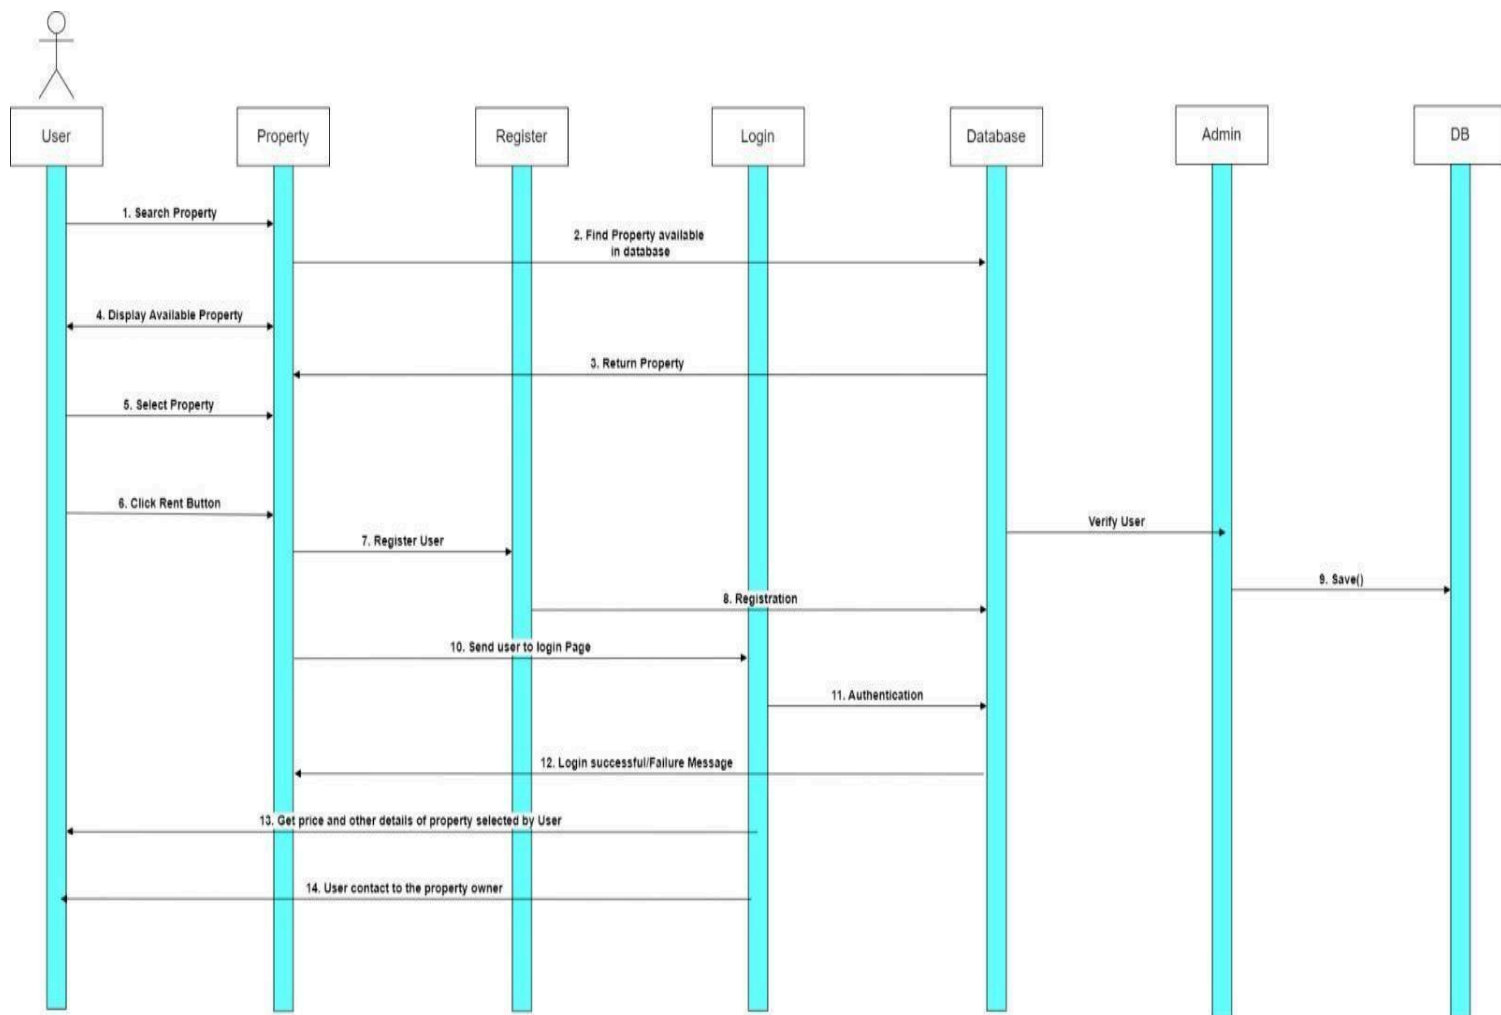 User
Property
Register
Login
Database
Admin
DB
1. Search Property
2. Find Property available
in database
4. Display Available Property
3. Return Property
5. Select Property
6. Click Rent Button
Verify User
7. Register User
9. Save()
8. Registration
10. Send user to login Page
11. Authentication
12. Login successful/Failure Message
13. Get price and other details of property selected by User
14. User contact to the property owner